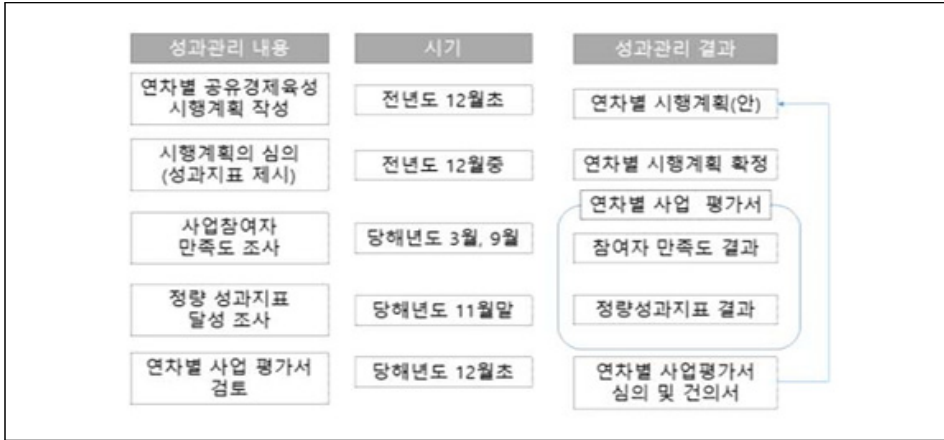 성과관리 내용
시기
성과관리 결과
연차별 공유경제육성
시행계획 작성
전년도 12월초
연차별 시행계획(안)
시행계획의 심의
(성과지표 제시)
전년도 12월중
연차별 시행계획 확정
연차별 사업 평가서
사업참여자
만족도 조사
당해년도 3월, 9월
참여자 만족도 결과
정량 성과지표
달성 조사
당해년도 11월말
정량성과지표 결과
연차별 사업 평가서
검토
당해년도 12월초
연차별 사업평가서
심의 및 건의서